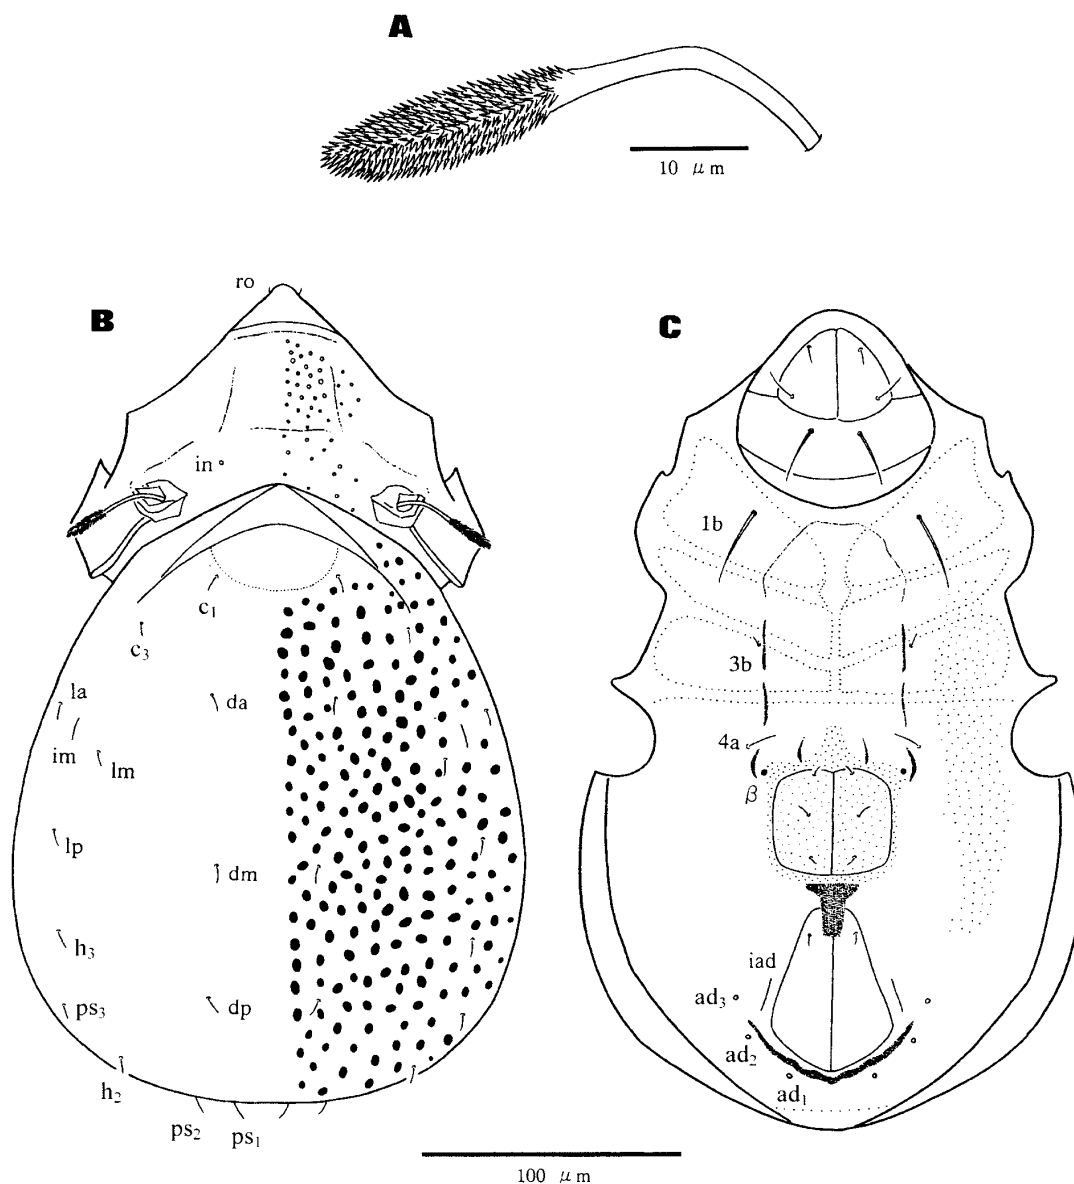 A
10 μm
ro
B
C
in
1b
c₁
c₃
3b
la
da
im
lm
4a
β
lp
dm
h₃
iad
ps₃
dp
ad₃
ad₂
h₂
ad₁
ps₂
ps₁
100 μm